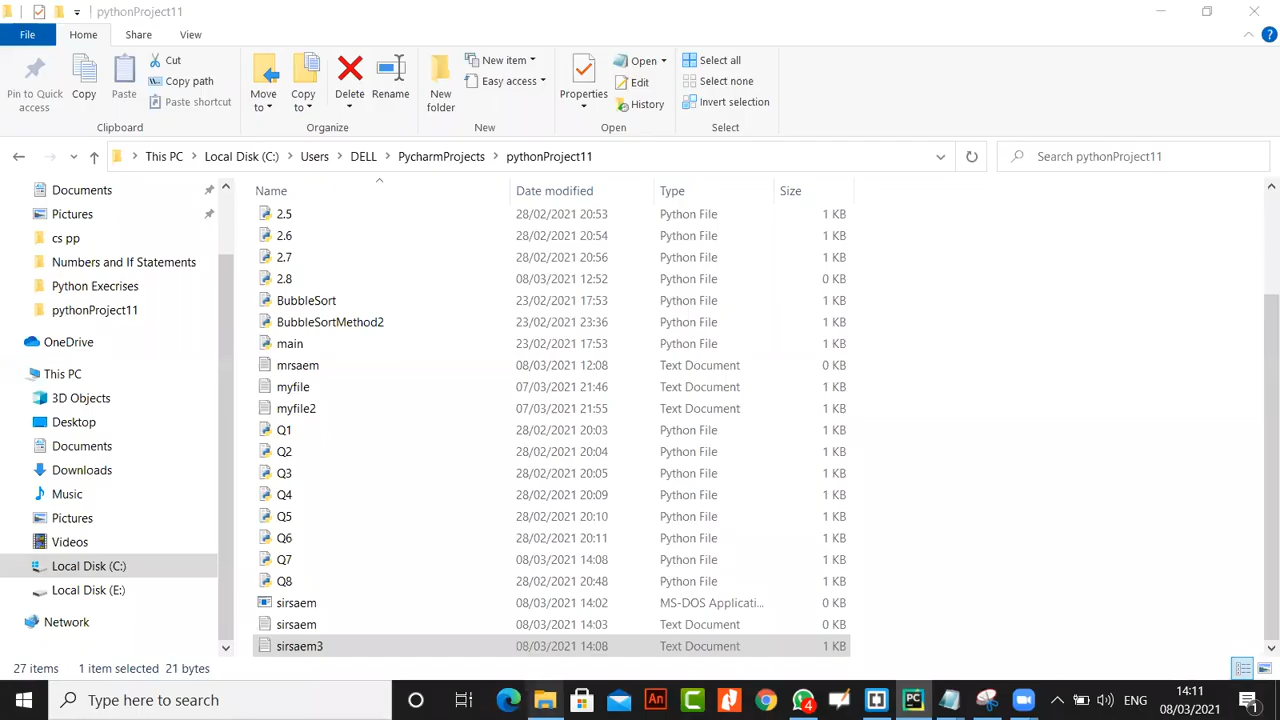 pythonProject11
File Home Share View
Pin to Quick access
Copy
Paste
Cut
Copy path
Paste shortcut
Clipboard
Move to
Copy to
Delete
Rename
Organize
New folder
New item
Easy access
New
Properties
Open
Edit
History
Open
Select all
Select none
Invert selection
Select
This PC Local Disk (C:) Users DELL PycharmProjects pythonProject11
Search pythonProject11
Documents
Pictures
cs pp
Numbers and If Statements
Python Execrises
pythonProject11
OneDrive
This PC
3D Objects
Desktop
Documents
Downloads
Music
Pictures
Videos
Local Disk (C:)
Local Disk (E:)
Network
Name Date modified Type Size
2.5 28/02/2021 20:53 Python File 1 KB
2.6 28/02/2021 20:54 Python File 1 KB
2.7 28/02/2021 20:56 Python File 1 KB
2.8 08/03/2021 12:52 Python File 0 KB
BubbleSort 23/02/2021 17:53 Python File 1 KB
BubbleSortMethod2 23/02/2021 23:36 Python File 1 KB
main 23/02/2021 17:53 Python File 1 KB
mrsaem 08/03/2021 12:08 Text Document 0 KB
myfile 07/03/2021 21:46 Text Document 1 KB
myfile2 07/03/2021 21:55 Text Document 1 KB
Q1 28/02/2021 20:03 Python File 1 KB
Q2 28/02/2021 20:04 Python File 1 KB
Q3 28/02/2021 20:05 Python File 1 KB
Q4 28/02/2021 20:09 Python File 1 KB
Q5 28/02/2021 20:10 Python File 1 KB
Q6 28/02/2021 20:11 Python File 1 KB
Q7 08/03/2021 14:08 Python File 1 KB
Q8 28/02/2021 20:48 Python File 1 KB
sirsaem 08/03/2021 14:02 MS-DOS Applicati... 0 KB
sirsaem 08/03/2021 14:03 Text Document 0 KB
sirsaem3 08/03/2021 14:08 Text Document 1 KB
27 items 1 item selected 21 bytes
Type here to search
An
C
4
PC
ENG
14:11
08/03/2021
1